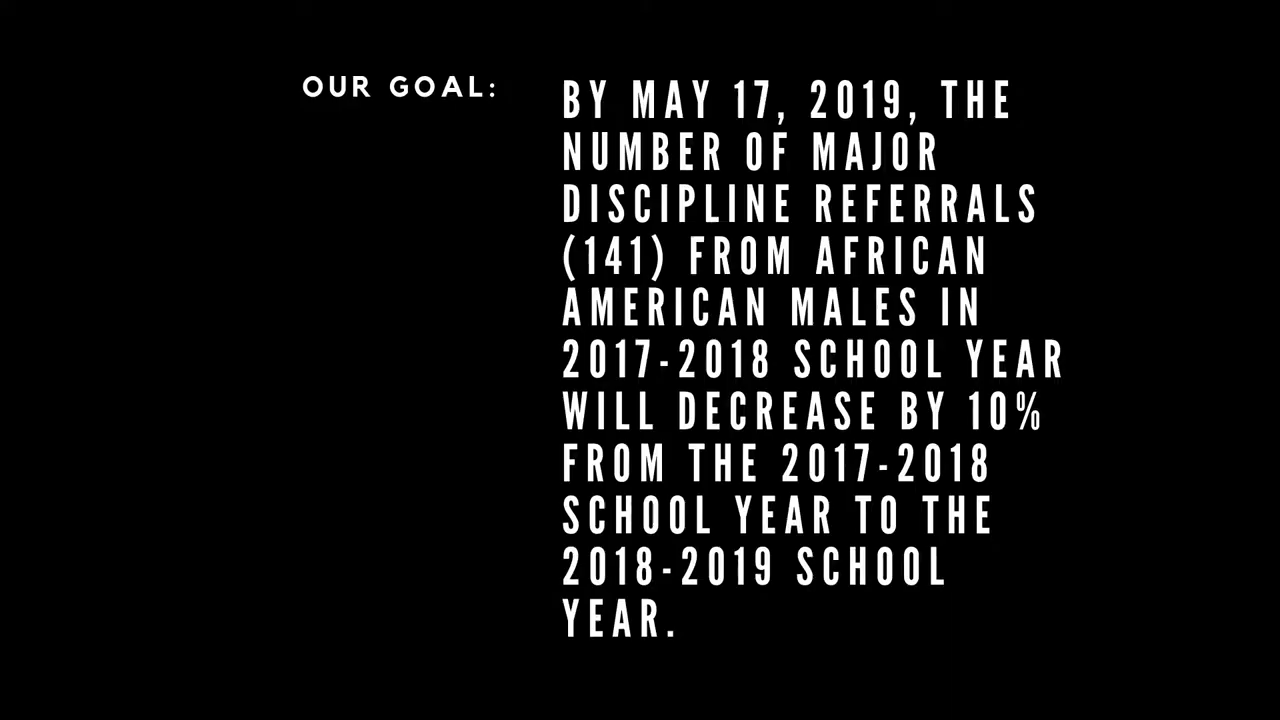 OUR GOAL:
BY MAY 17, 2019, THE
NUMBER OF MAJOR
DISCIPLINE REFERRALS
(141) FROM AFRICAN
AMERICAN MALES IN
2017-2018 SCHOOL YEAR
WILL DECREASE BY 10%
FROM THE 2017-2018
SCHOOL YEAR TO THE
2018-2019 SCHOOL
YEAR.